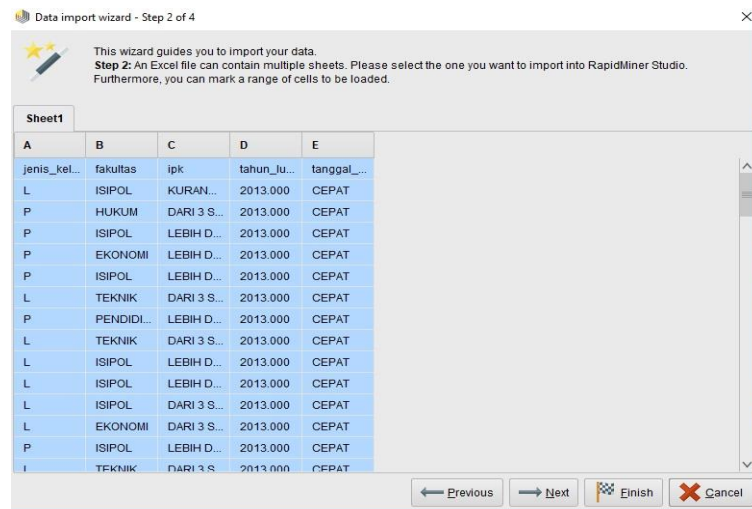 Data import wizard - Step 2 of 4
This wizard guides you to import your data.
Step 2: An Excel file can contain multiple sheets. Please select the one you want to import into RapidMiner Studio.
Furthermore, you can mark a range of cells to be loaded.
Sheet1
A B C D E
jenis_kel... fakultas ipk tahun_lu... tanggal_...
L ISIPOL KURAN... 2013.000 CEPAT
P HUKUM DARI 3 S... 2013.000 CEPAT
P ISIPOL LEBIH D... 2013.000 CEPAT
P EKONOMI LEBIH D... 2013.000 CEPAT
P ISIPOL LEBIH D... 2013.000 CEPAT
L TEKNIK DARI 3 S... 2013.000 CEPAT
P PENDIDI... LEBIH D... 2013.000 CEPAT
L TEKNIK DARI 3 S... 2013.000 CEPAT
L ISIPOL LEBIH D... 2013.000 CEPAT
L ISIPOL LEBIH D... 2013.000 CEPAT
L ISIPOL DARI 3 S... 2013.000 CEPAT
L EKONOMI DARI 3 S... 2013.000 CEPAT
P ISIPOL LEBIH D... 2013.000 CEPAT
L TEKNIK DARI 3 S... 2013.000 CEPAT
Previous Next Finish Cancel